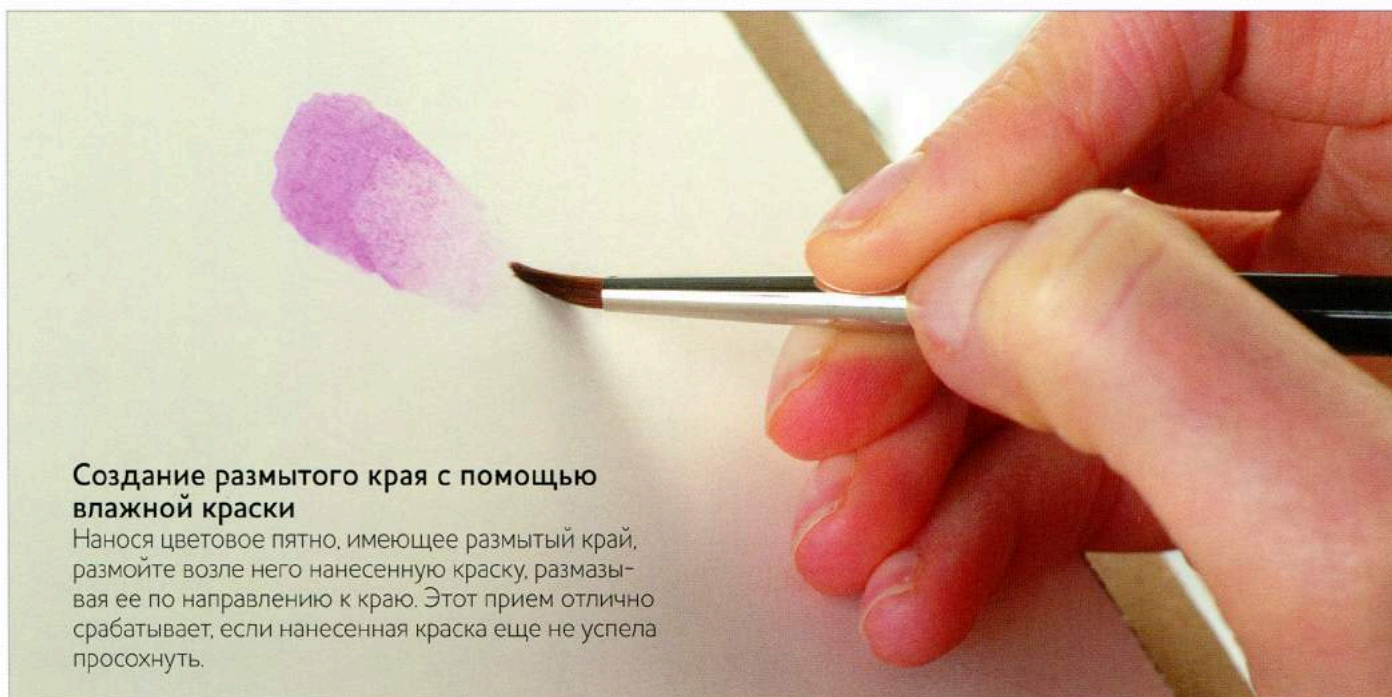 Создание размытого края с помощью
влажной краски
Нанося цветовое пятно, имеющее размытый край,
размойте возле него нанесенную краску, размазы-
вая ее по направлению к краю. Этот прием отлично
срабатывает, если нанесенная краска еще не успела
просохнуть.